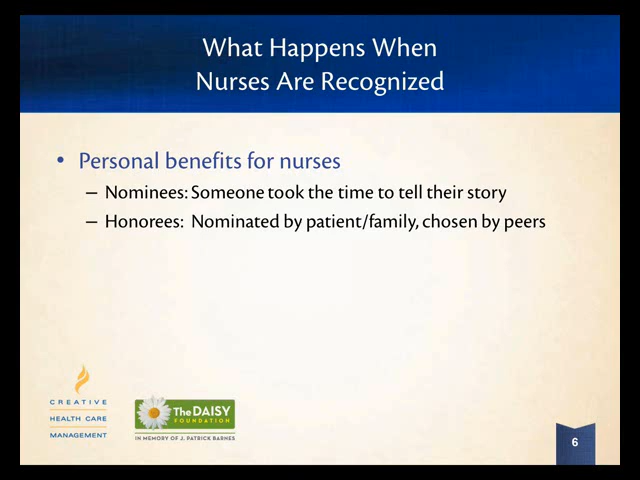 What Happens When
Nurses Are Recognized
• Personal benefits for nurses
– Nominees: Someone took the time to tell their story
– Honorees: Nominated by patient/family, chosen by peers
CREATIVE
HEALTH CARE
MANAGEMENT
The DAISY
FOUNDATION
IN MEMORY OF J. PATRICK BARNES
6